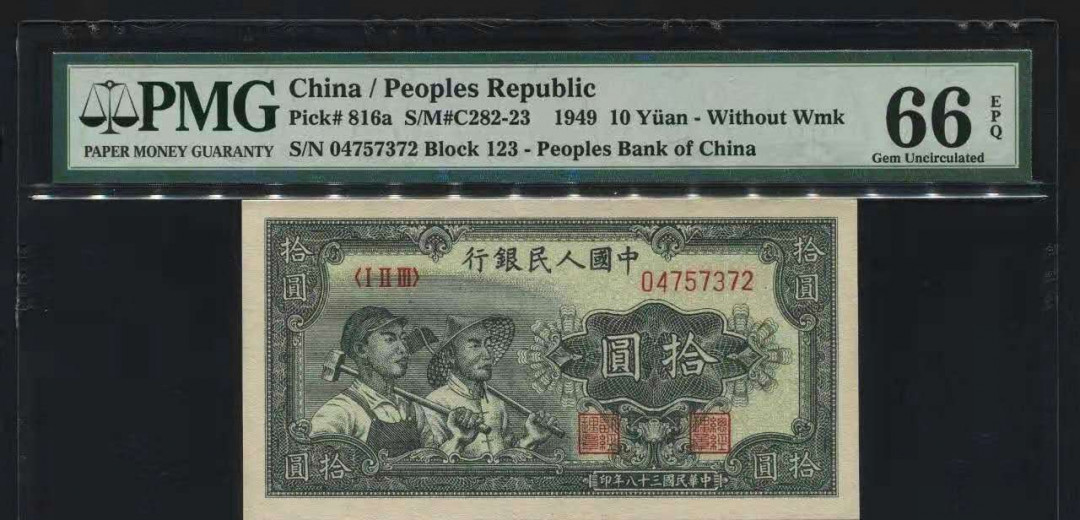 PMG
PAPER MONEY GUARANTY
China / Peoples Republic
Pick# 816a S/M#C282-23 1949 10 Yüan - Without Wmk
S/N 04757372 Block 123 - Peoples Bank of China
66
EPQ
Gem Uncirculated
中國人民銀行
拾圓
拾圓
〈I II III〉
04757372
拾圓
拾圓
拾圓
中華民國三十八年印